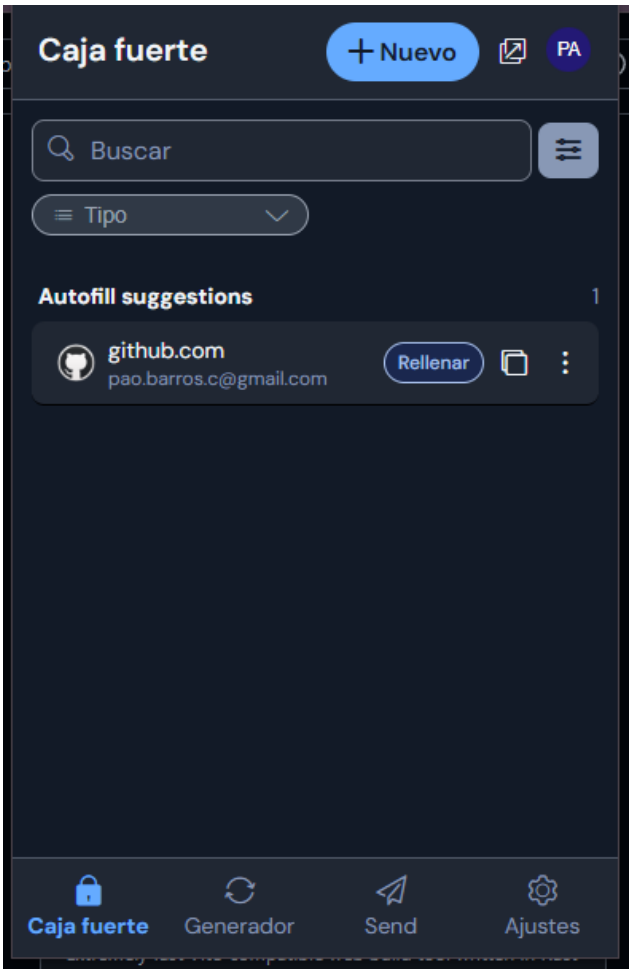 Caja fuerte
Nuevo
PA
Buscar
Tipo
Autofill suggestions
1
github.com
pao.barros.c@gmail.com
Rellenar
Caja fuerte
Generador
Send
Ajustes